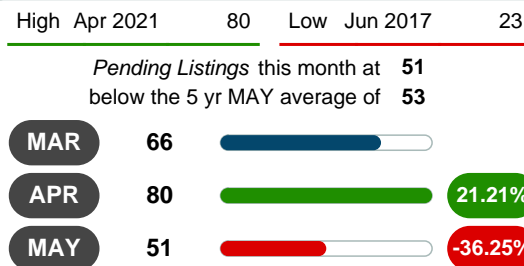 High Apr 2021 80 Low Jun 2017 23
Pending Listings this month at 51
below the 5 yr MAY average of 53
MAR 66
APR 80 21.21%
MAY 51 -36.25%